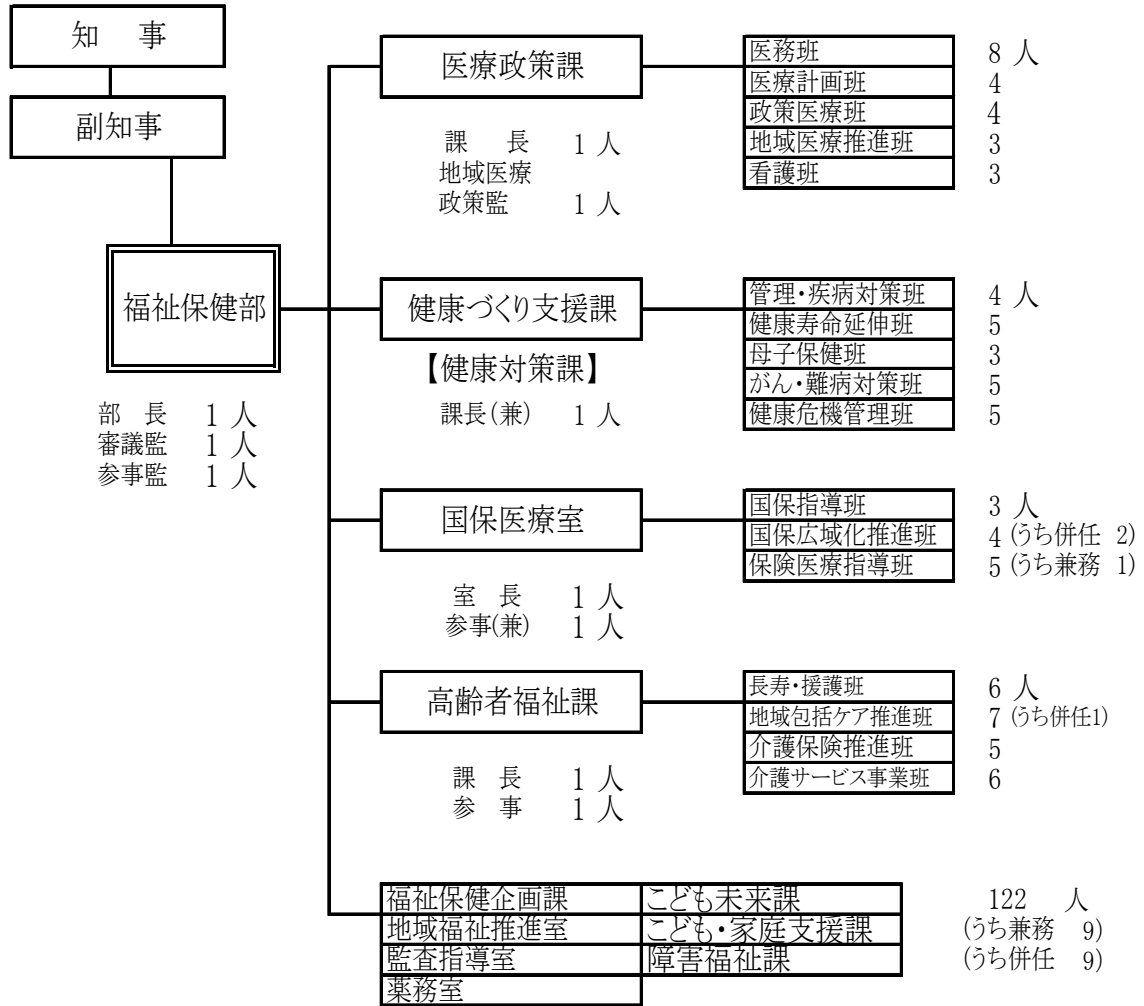 知　事
副知事
福祉保健部
部　長　1 人
審議監　1 人
参事監　1 人
医療政策課
課　長　1 人
地域医療
政策監　1 人
医務班　8 人
医療計画班　4
政策医療班　4
地域医療推進班　3
看護班　3
健康づくり支援課
【健康対策課】
課長(兼)　1 人
管理・疾病対策班　4 人
健康寿命延伸班　5
母子保健班　3
がん・難病対策班　5
健康危機管理班　5
国保医療室
室　長　1 人
参事(兼)　1 人
国保指導班　3 人
国保広域化推進班　4 (うち併任 2)
保険医療指導班　5 (うち兼務 1)
高齢者福祉課
課　長　1 人
参　事　1 人
長寿・援護班　6 人
地域包括ケア推進班　7 (うち併任1)
介護保険推進班　5
介護サービス事業班　6
福祉保健企画課　こども未来課　122　人
地域福祉推進室　こども・家庭支援課　(うち兼務　9)
監査指導室　障害福祉課　(うち併任　9)
薬務室